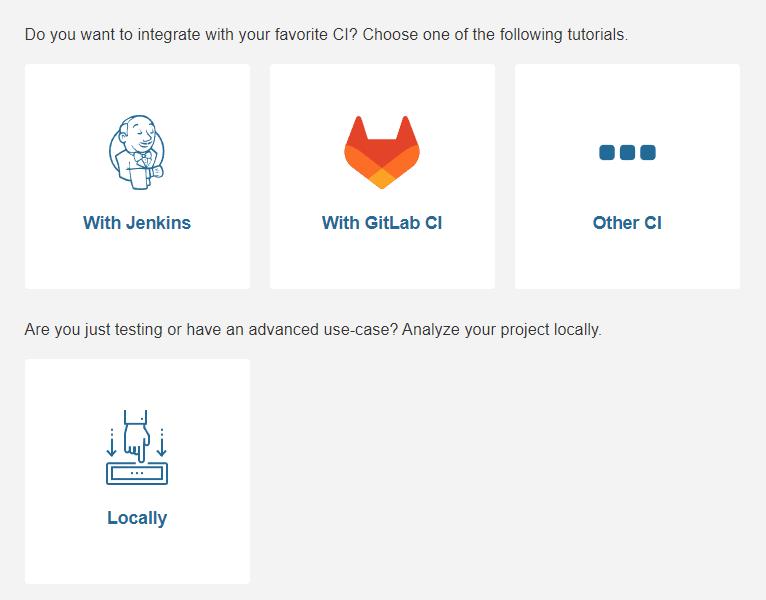 Do you want to integrate with your favorite CI? Choose one of the following tutorials.
With Jenkins
With GitLab CI
Other CI
Are you just testing or have an advanced use-case? Analyze your project locally.
Locally